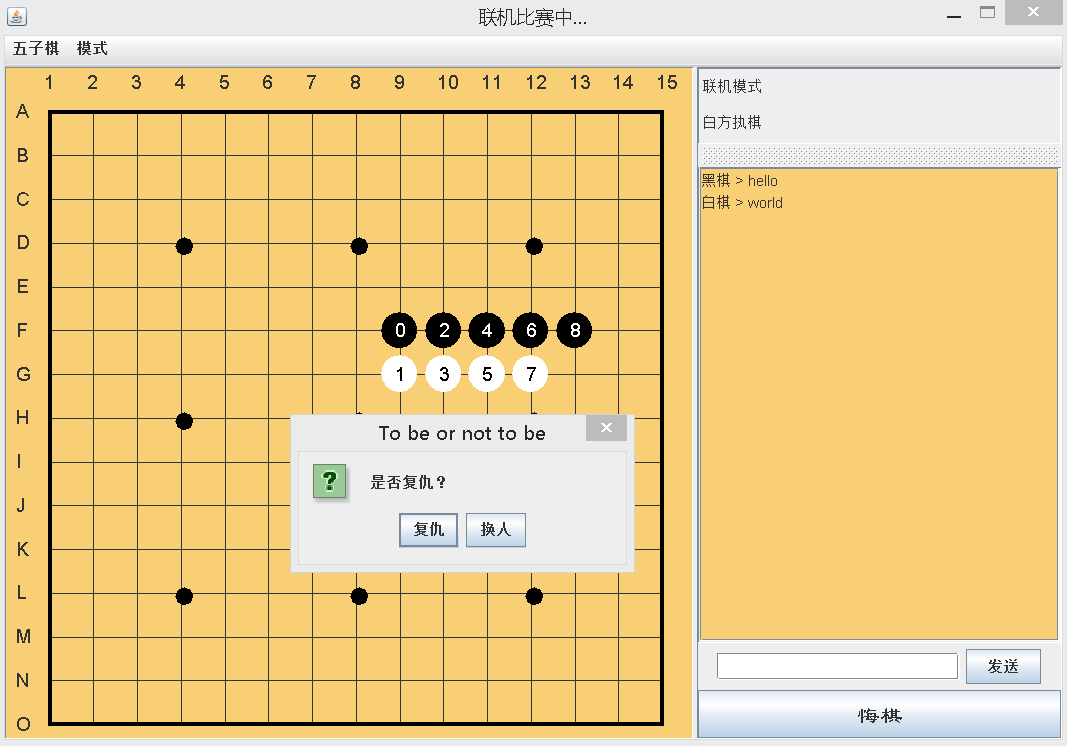 联机比赛中...
五子棋 模式
1 2 3 4 5 6 7 8 9 10 11 12 13 14 15
A
B
C
D
E
F
0 2 4 6 8
G
1 3 5 7
H
I
J
K
L
M
N
O
To be or not to be
是否复仇？
复仇 换人
联机模式
白方执棋
黑棋 > hello
白棋 > world
发送
悔棋